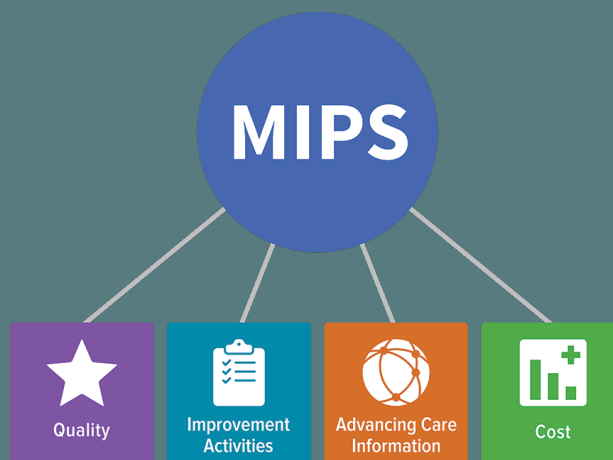 MIPS
Quality
Improvement
Activities
Advancing Care
Information
Cost